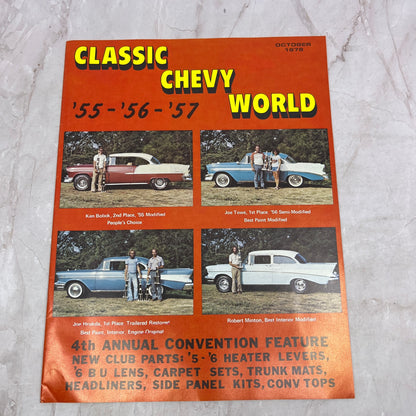 CLASSIC
CHEVY
WORLD
OCTOBER
1978
'55-'56-'57
Ken Bolick, 2nd Place, '55 Modified
People's Choice
Joe Towe, 1st Place '56 Semi-Modified
Best Paint Modified
Joe 1st Place Trailered Restored
Best Paint, Interior, Engine Original
Robert Minton, Best Interior Modified
4th ANNUAL CONVENTION FEATURE
NEW CLUB PARTS: '5-'6 HEATER LEVERS,
'6 B U LENS, CARPET SETS, TRUNK MATS,
HEADLINERS, SIDE PANEL KITS, CONV TOPS